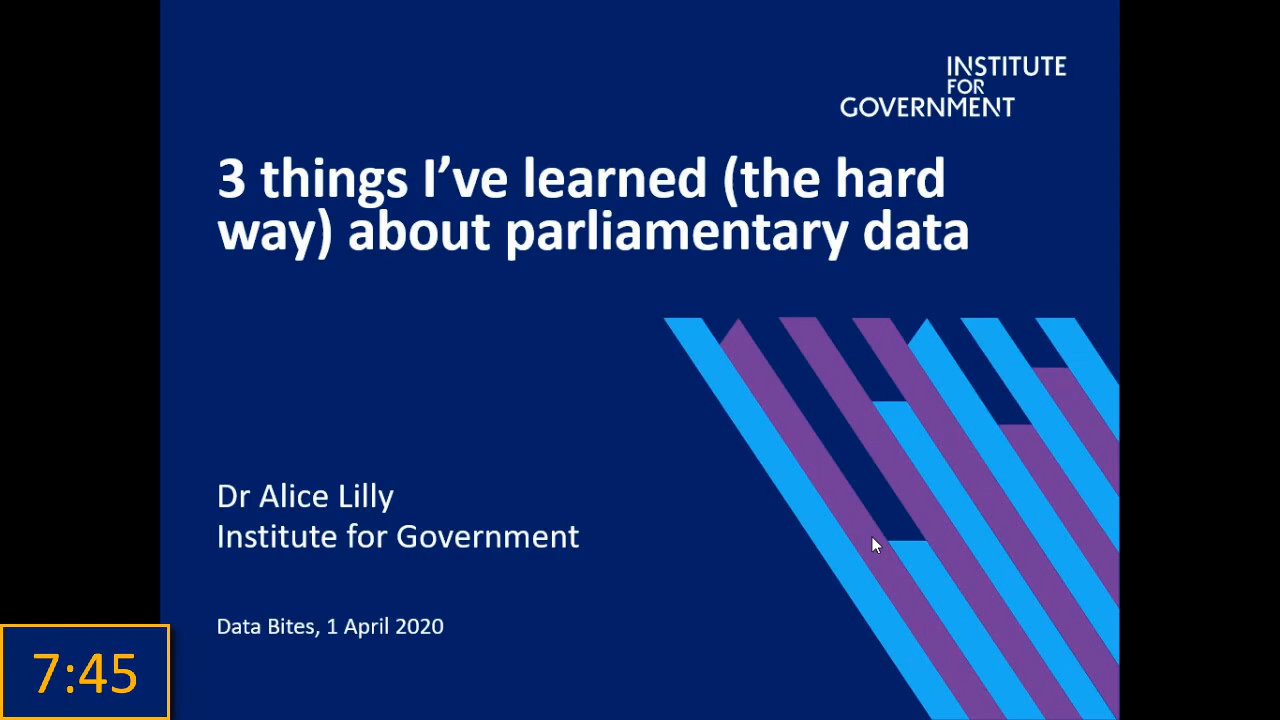 INSTITUTE
FOR
GOVERNMENT
3 things I’ve learned (the hard
way) about parliamentary data
Dr Alice Lilly
Institute for Government
Data Bites, 1 April 2020
7:45